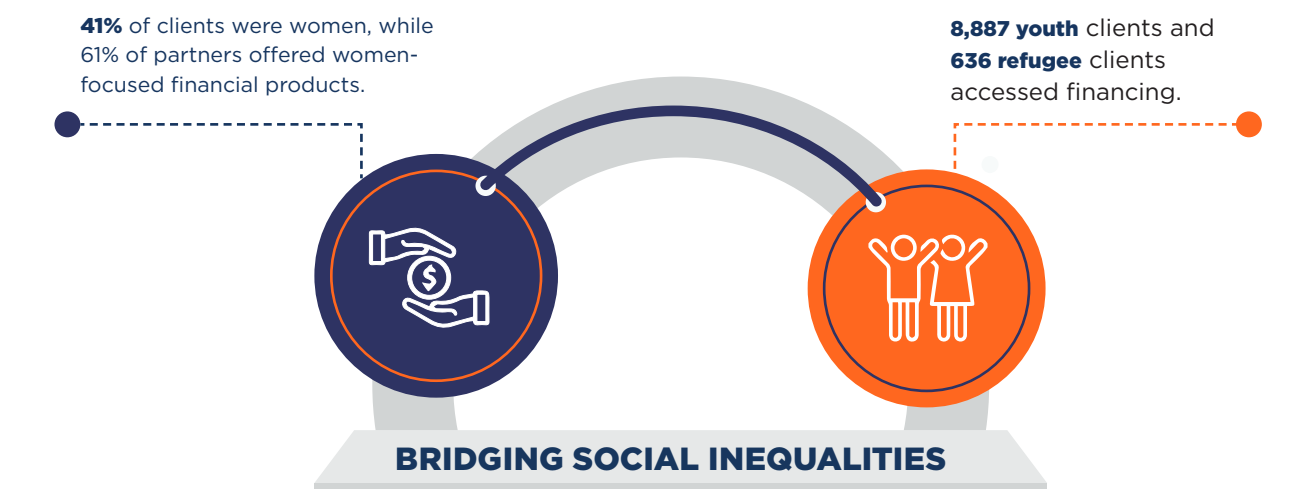 41% of clients were women, while
61% of partners offered women-
focused financial products.
8,887 youth clients and
636 refugee clients
accessed financing.
$
BRIDGING SOCIAL INEQUALITIES